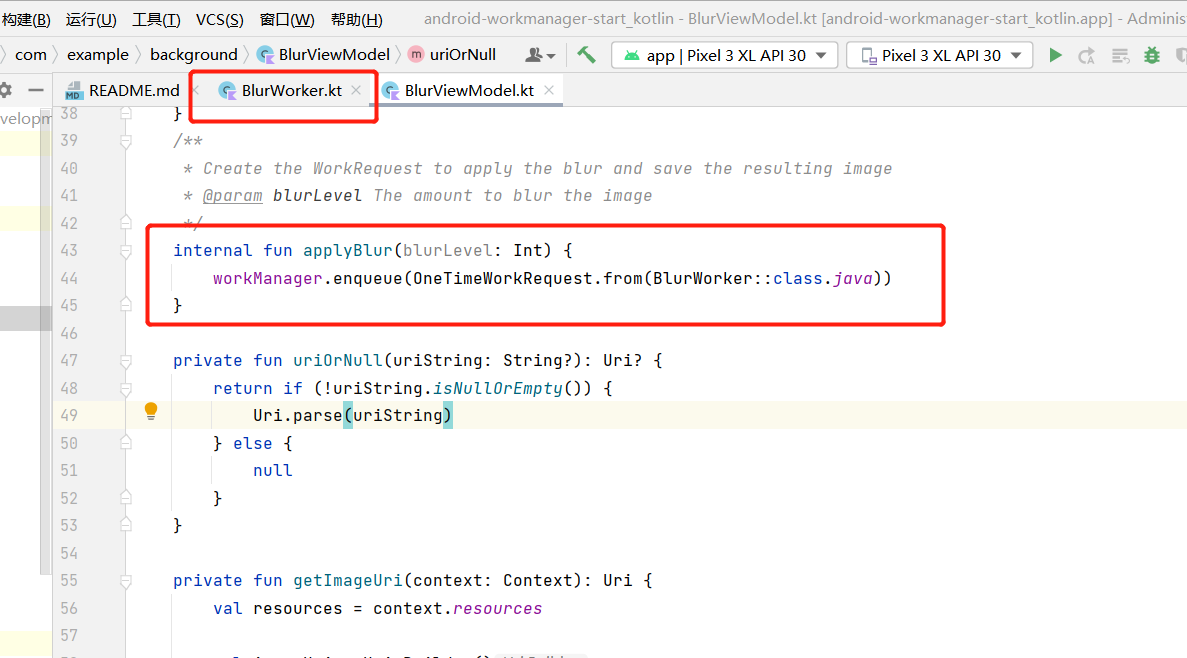 构建(B) 运行(U) 工具(T) VCS(S) 窗口(W) 帮助(H) android-workmanager-start_kotlin - BlurViewModel.kt [android-workmanager-start_kotlin.app] - Adminis
com example background BlurViewModel uriOrNull app | Pixel 3 XL API 30 Pixel 3 XL API 30
README.md BlurWorker.kt BlurViewModel.kt
velopm
38 }
39 /**
40 * Create the WorkRequest to apply the blur and save the resulting image
41 * @param blurLevel The amount to blur the image
42 */
43 internal fun applyBlur(blurLevel: Int) {
44 workManager.enqueue(OneTimeWorkRequest.from(BlurWorker::class.java))
45 }
46
47 private fun uriOrNull(uriString: String?): Uri? {
48 return if (!uriString.isNullOrEmpty()) {
49 Uri.parse(uriString)
50 } else {
51 null
52 }
53 }
54
55 private fun getImageUri(context: Context): Uri {
56 val resources = context.resources
57